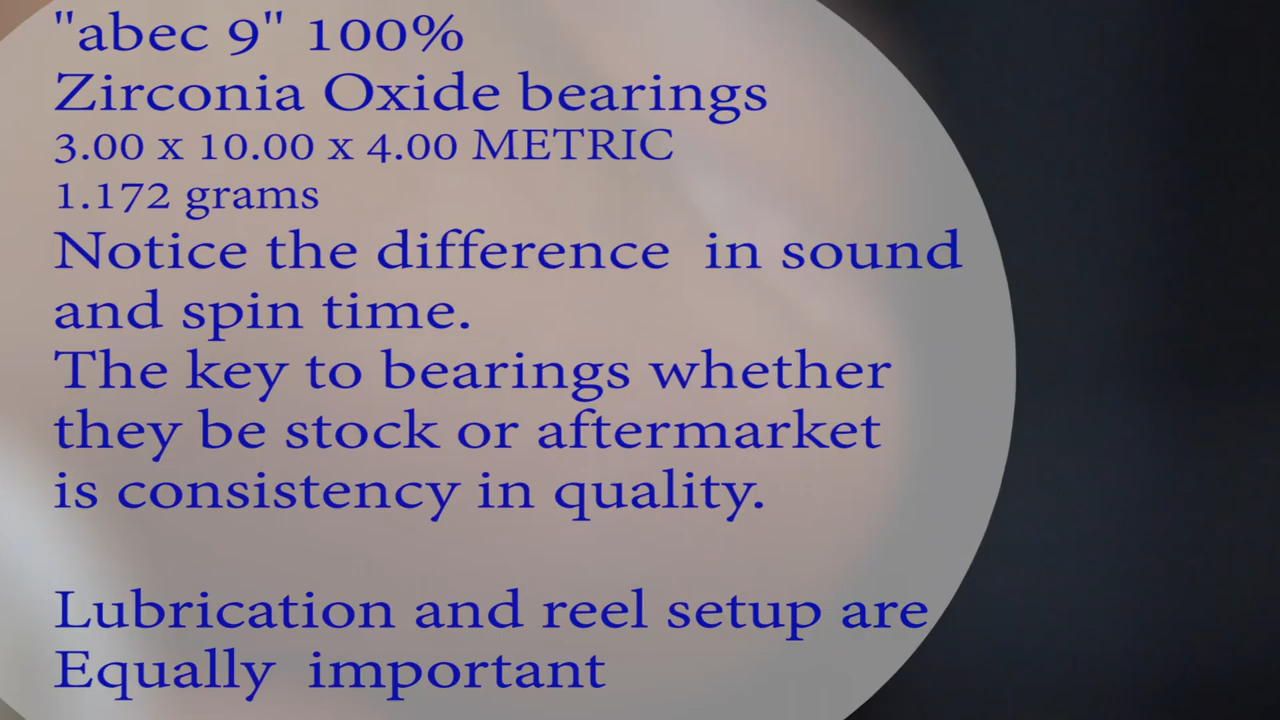 "abec 9" 100%
Zirconia Oxide bearings
3.00 x 10.00 x 4.00 METRIC
1.172 grams
Notice the difference  in sound
and spin time.
The key to bearings whether
they be stock or aftermarket
is consistency in quality.
Lubrication and reel setup are
Equally  important